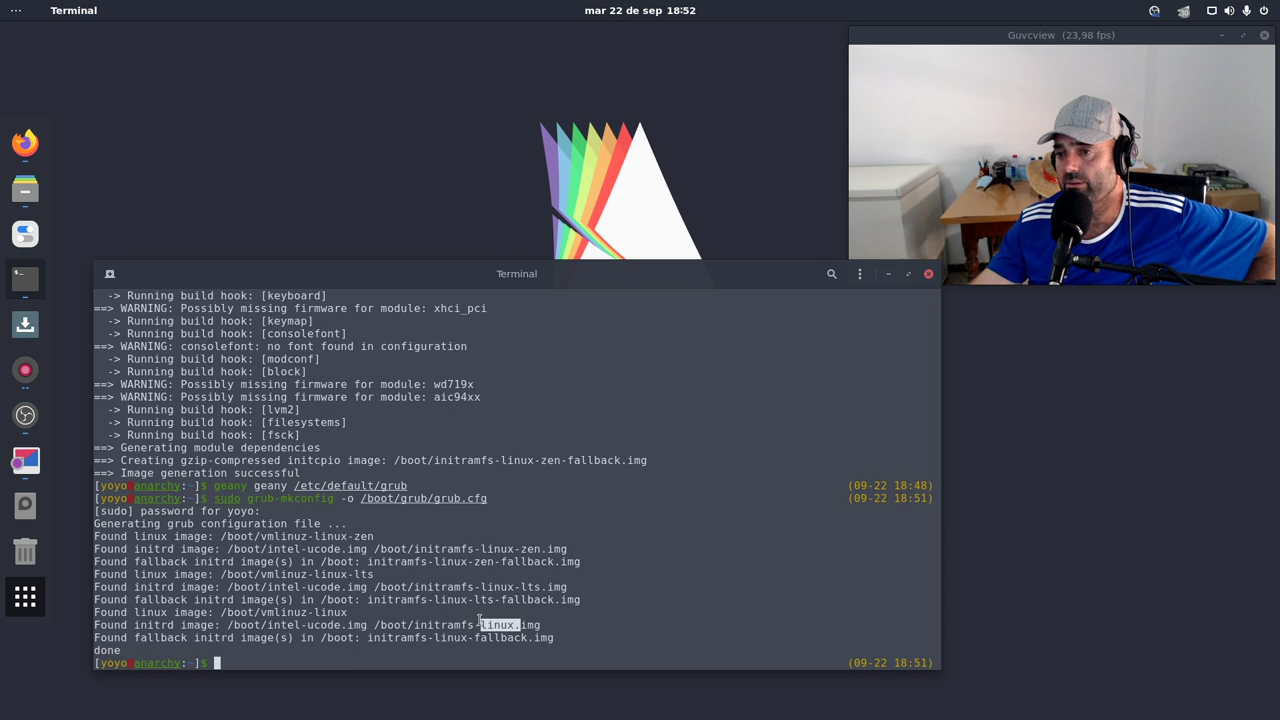 Terminal
mar 22 de sep 18:52
Guvcview (23,98 fps)
Terminal
-> Running build hook: [keyboard]
==> WARNING: Possibly missing firmware for module: xhci_pci
-> Running build hook: [keymap]
-> Running build hook: [consolefont]
==> WARNING: consolefont: no font found in configuration
-> Running build hook: [modconf]
-> Running build hook: [block]
==> WARNING: Possibly missing firmware for module: wd719x
==> WARNING: Possibly missing firmware for module: aic94xx
-> Running build hook: [lvm2]
-> Running build hook: [filesystems]
-> Running build hook: [fsck]
==> Generating module dependencies
==> Creating gzip-compressed initcpio image: /boot/initramfs-linux-zen-fallback.img
==> Image generation successful
[yoyo anarchy:~]$ geany geany /etc/default/grub (09-22 18:48)
[yoyo anarchy:~]$ sudo grub-mkconfig -o /boot/grub/grub.cfg (09-22 18:51)
[sudo] password for yoyo:
Generating grub configuration file ...
Found linux image: /boot/vmlinuz-linux-zen
Found initrd image: /boot/intel-ucode.img /boot/initramfs-linux-zen.img
Found fallback initrd image(s) in /boot: initramfs-linux-zen-fallback.img
Found linux image: /boot/vmlinuz-linux-lts
Found initrd image: /boot/intel-ucode.img /boot/initramfs-linux-lts.img
Found fallback initrd image(s) in /boot: initramfs-linux-lts-fallback.img
Found linux image: /boot/vmlinuz-linux
Found initrd image: /boot/intel-ucode.img /boot/initramfs-linux.img
Found fallback initrd image(s) in /boot: initramfs-linux-fallback.img
done
[yoyo anarchy:~]$ (09-22 18:51)